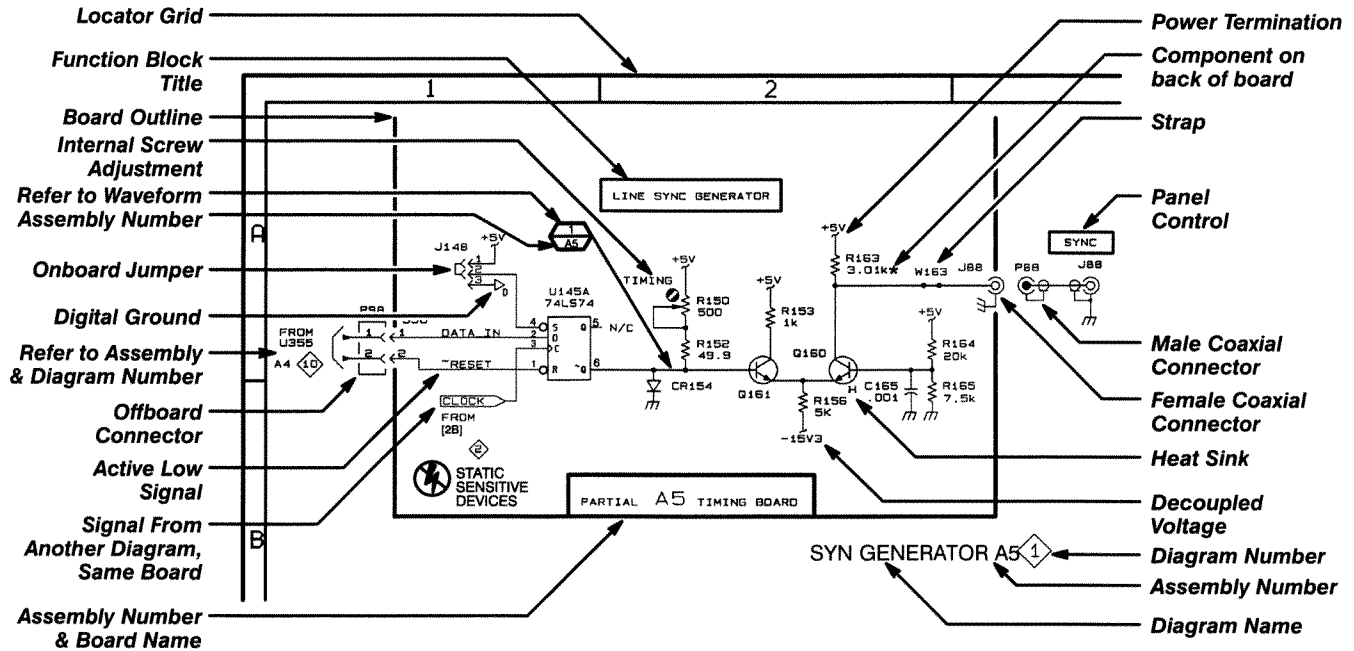 Locator Grid
Function Block
Title
Board Outline
Internal Screw
Adjustment
Refer to Waveform
Assembly Number
Onboard Jumper
Digital Ground
Refer to Assembly
& Diagram Number
Offboard
Connector
Active Low
Signal
Signal From
Another Diagram,
Same Board
Assembly Number
& Board Name
1
2
A
B
LINE SYNC GENERATOR
1
A5
J148
+5V
1
2
3
D
TIMING
+5V
R150
500
R152
49.9
U145A
74LS74
4
S
Q
5
N/C
2
D
3
C
1
R
~Q
6
FROM
U355
A4
10
1
1
DATA_IN
2
2
~RESET
CLOCK
FROM
[2B]
2
STATIC
SENSITIVE
DEVICES
CR154
+5V
R153
1k
Q161
Q160
H
R156
5K
-15V3
+5V
R163
3.01k*
W163
J88
+5V
R164
20k
C165
.001
R165
7.5k
SYNC
P88
J88
PARTIAL A5 TIMING BOARD
SYN GENERATOR A5
1
Power Termination
Component on
back of board
Strap
Panel
Control
Male Coaxial
Connector
Female Coaxial
Connector
Heat Sink
Decoupled
Voltage
Diagram Number
Assembly Number
Diagram Name